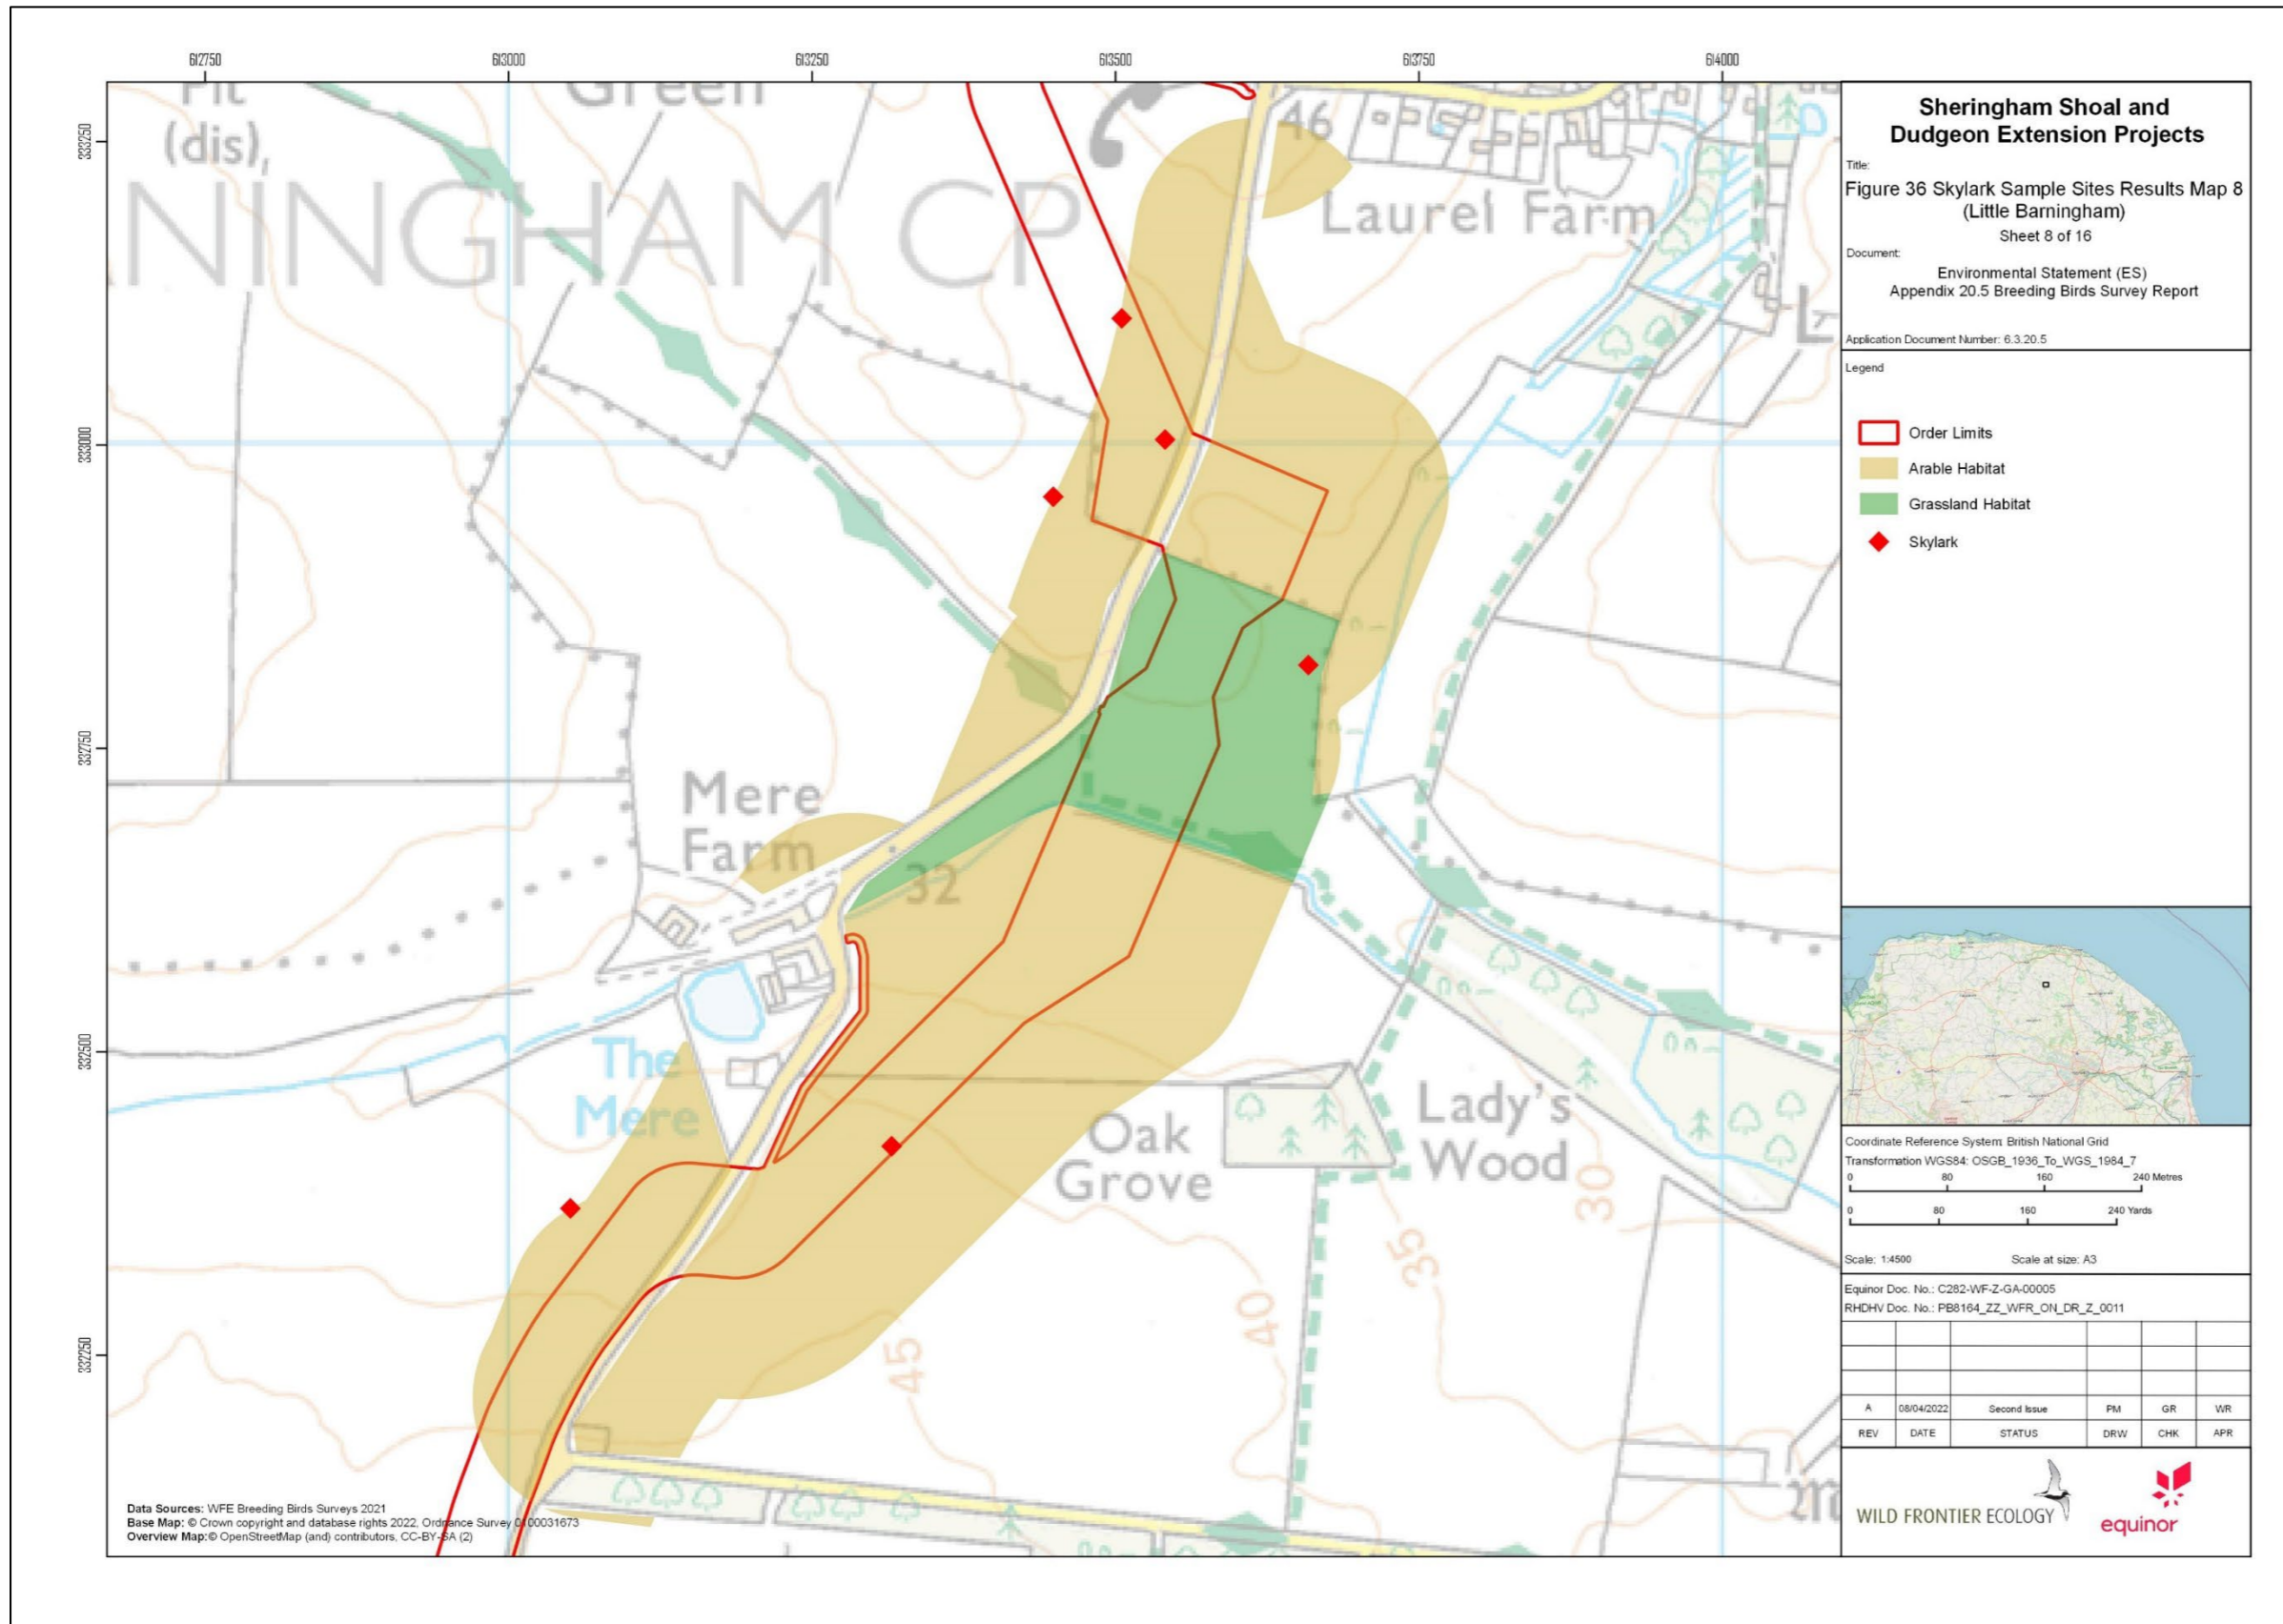 612750
613000
613250
613500
613750
614000
333250
333000
332750
332500
332250
Pit
(dis)
Green
NINGHAM CP
46
Laurel Farm
L
Mere
Farm
32
The
Mere
Oak
Grove
Lady's
Wood
30
35
40
45
Data Sources: WFE Breeding Birds Surveys 2021
Base Map: © Crown copyright and database rights 2022, Ordnance Survey 0100031673
Overview Map:© OpenStreetMap (and) contributors, CC-BY-SA (2)
Sheringham Shoal and
Dudgeon Extension Projects
Title:
Figure 36 Skylark Sample Sites Results Map 8
(Little Barningham)
Sheet 8 of 16
Document:
Environmental Statement (ES)
Appendix 20.5 Breeding Birds Survey Report
Application Document Number: 6.3.20.5
Legend
Order Limits
Arable Habitat
Grassland Habitat
Skylark
Coordinate Reference System: British National Grid
Transformation WGS84: OSGB_1936_To_WGS_1984_7
0 80 160 240 Metres
0 80 160 240 Yards
Scale: 1:4500 Scale at size: A3
Equinor Doc. No.: C282-WF-Z-GA-00005
RHDHV Doc. No.: PB8164_ZZ_WFR_ON_DR_Z_0011
A 08/04/2022 Second Issue PM GR WR
REV DATE STATUS DRW CHK APR
WILD FRONTIER ECOLOGY
equinor